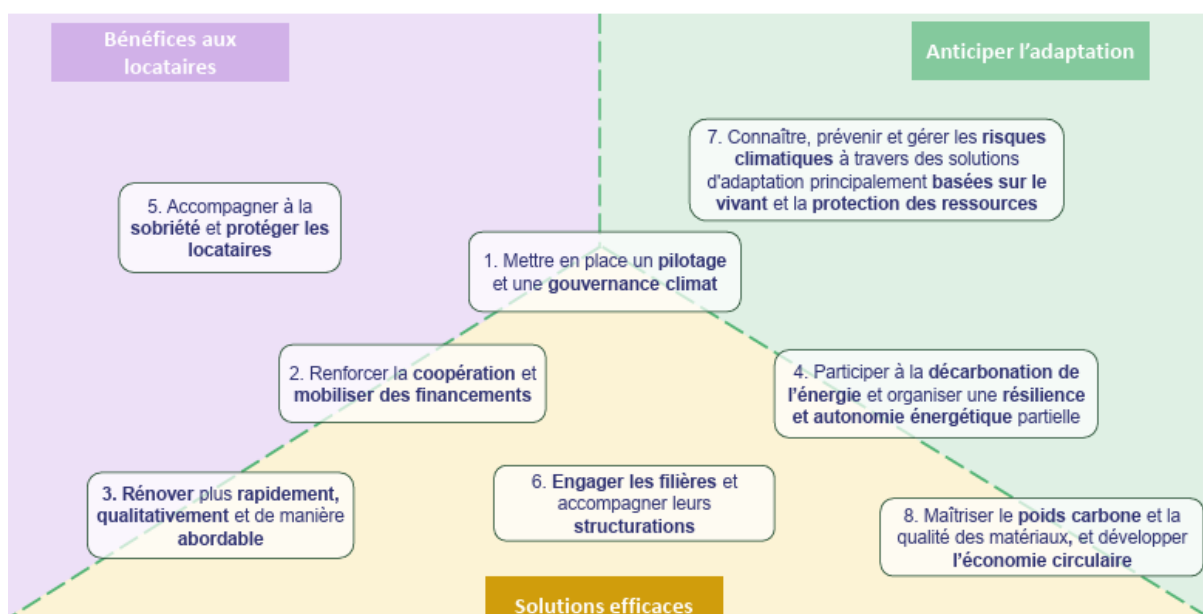 Bénéfices aux
locataires
Anticiper l'adaptation
7. Connaître, prévenir et gérer les risques
climatiques à travers des solutions
d'adaptation principalement basées sur le
vivant et la protection des ressources
5. Accompagner à la
sobriété et protéger les
locataires
1. Mettre en place un pilotage
et une gouvernance climat
2. Renforcer la coopération et
mobiliser des financements
4. Participer à la décarbonation de
l'énergie et organiser une résilience
et autonomie énergétique partielle
3. Rénover plus rapidement,
qualitativement et de manière
abordable
6. Engager les filières et
accompagner leurs
structurations
8. Maîtriser le poids carbone et la
qualité des matériaux, et développer
l'économie circulaire
Solutions efficaces